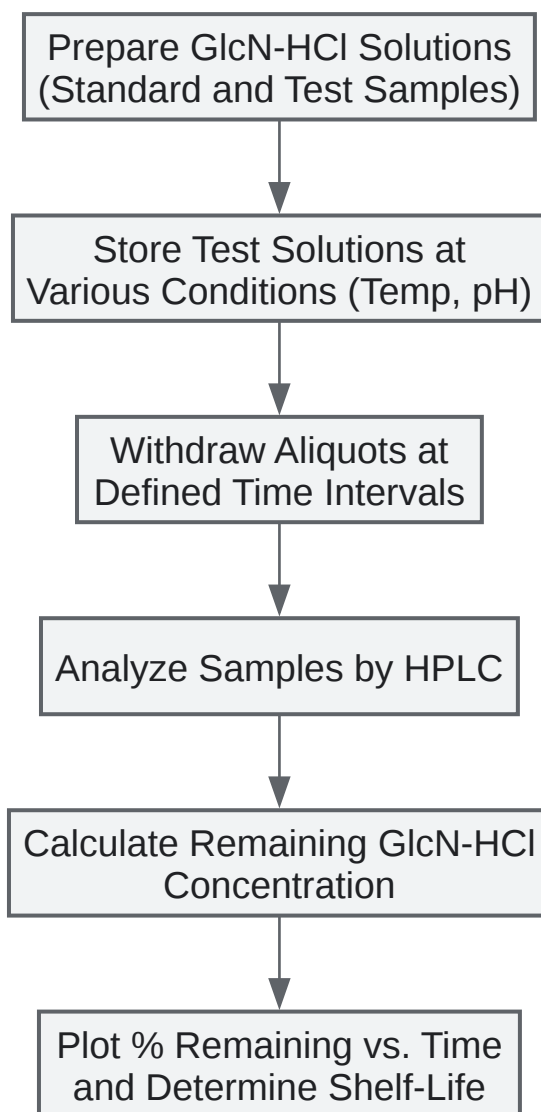 Prepare GlcN-HCl Solutions
(Standard and Test Samples)
Store Test Solutions at
Various Conditions (Temp, pH)
Withdraw Aliquots at
Defined Time Intervals
Analyze Samples by HPLC
Calculate Remaining GlcN-HCl
Concentration
Plot % Remaining vs. Time
and Determine Shelf-Life